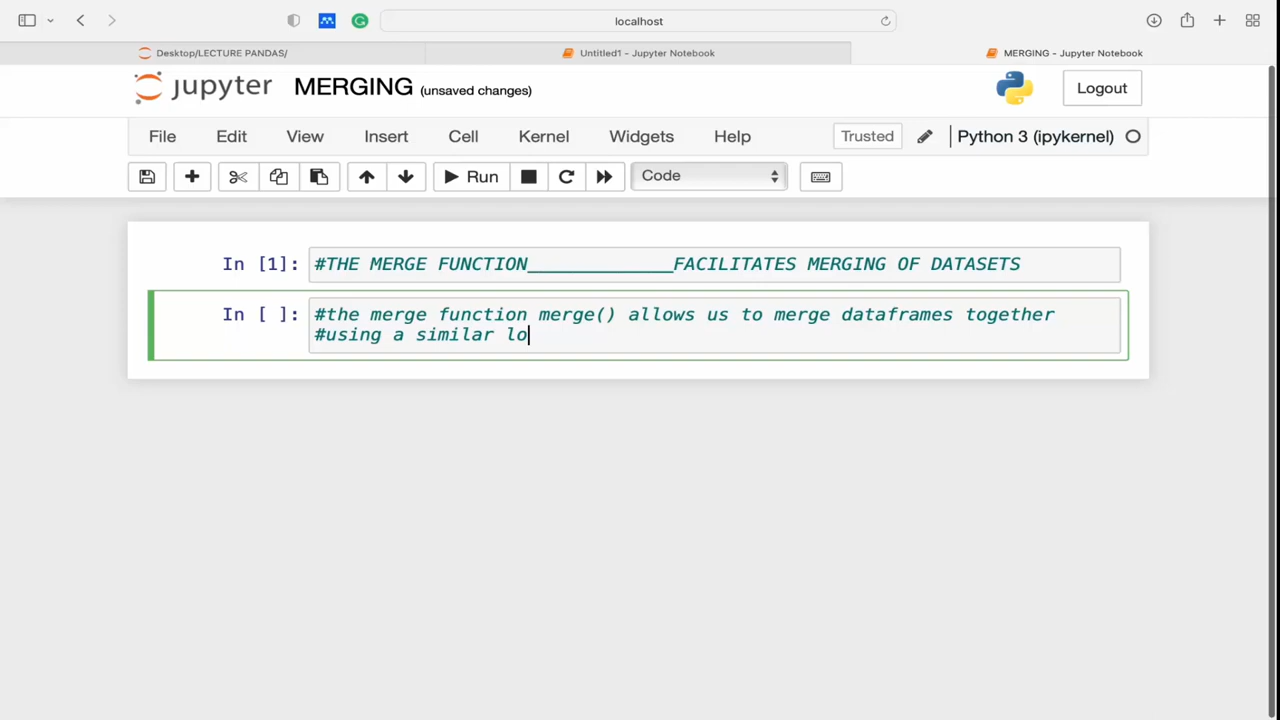 localhost
Desktop/LECTURE PANDAS/
Untitled1 - Jupyter Notebook
MERGING - Jupyter Notebook
jupyter MERGING (unsaved changes)
Logout
File Edit View Insert Cell Kernel Widgets Help
Trusted
Python 3 (ipykernel)
Run
Code
In [1]: #THE MERGE FUNCTION_____________FACILITATES MERGING OF DATASETS
In [ ]: #the merge function merge() allows us to merge dataframes together
#using a similar lo